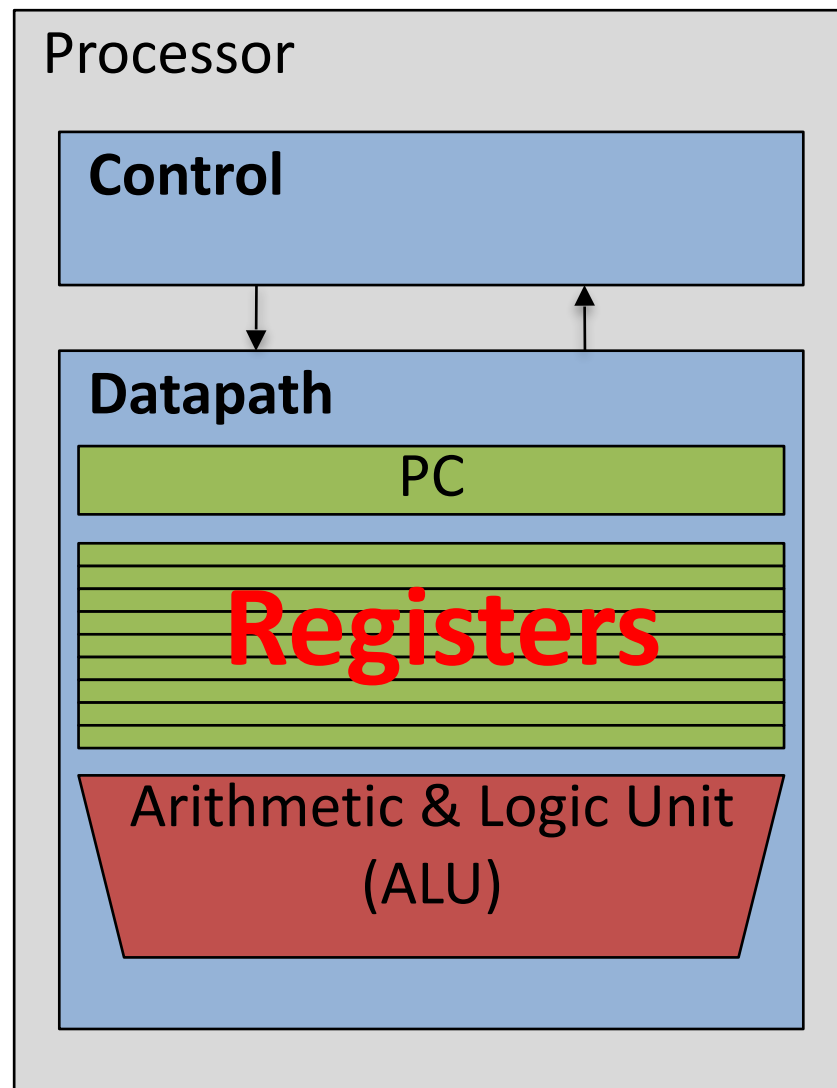 Processor
Control
Datapath
PC
Registers
Arithmetic & Logic Unit
(ALU)